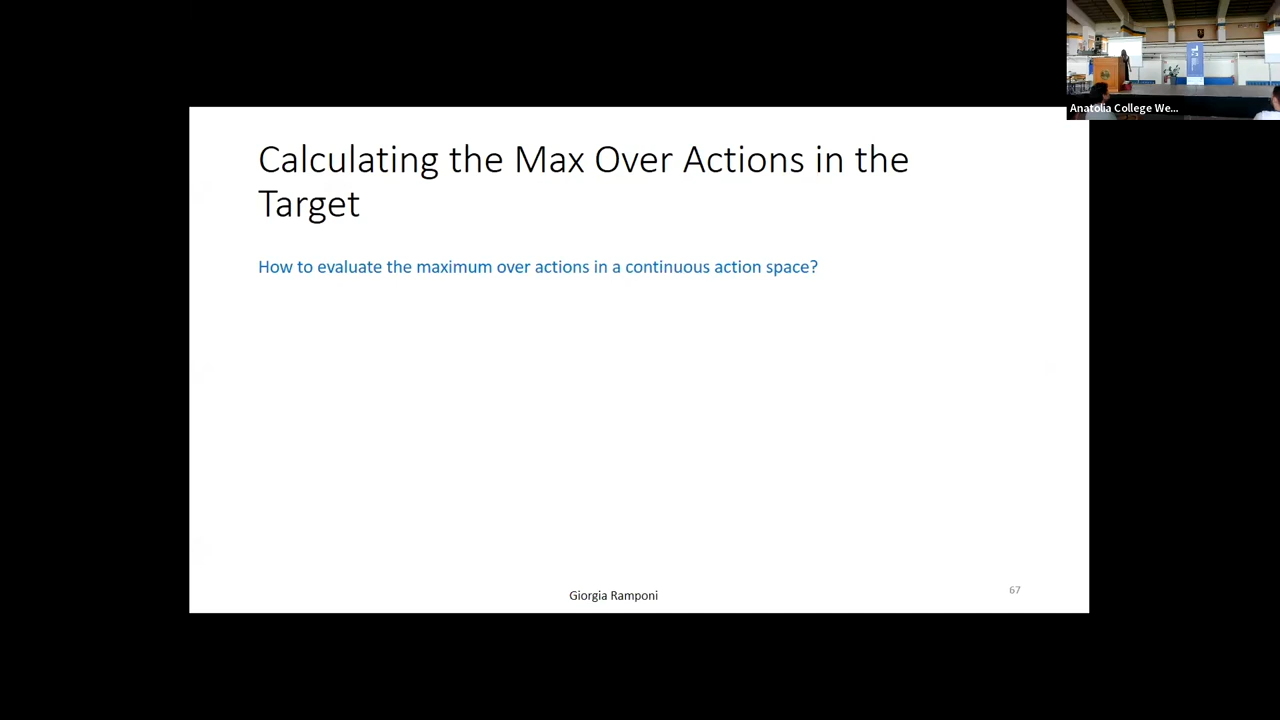 Anatolia College We...
Calculating the Max Over Actions in the
Target
How to evaluate the maximum over actions in a continuous action space?
Giorgia Ramponi
67